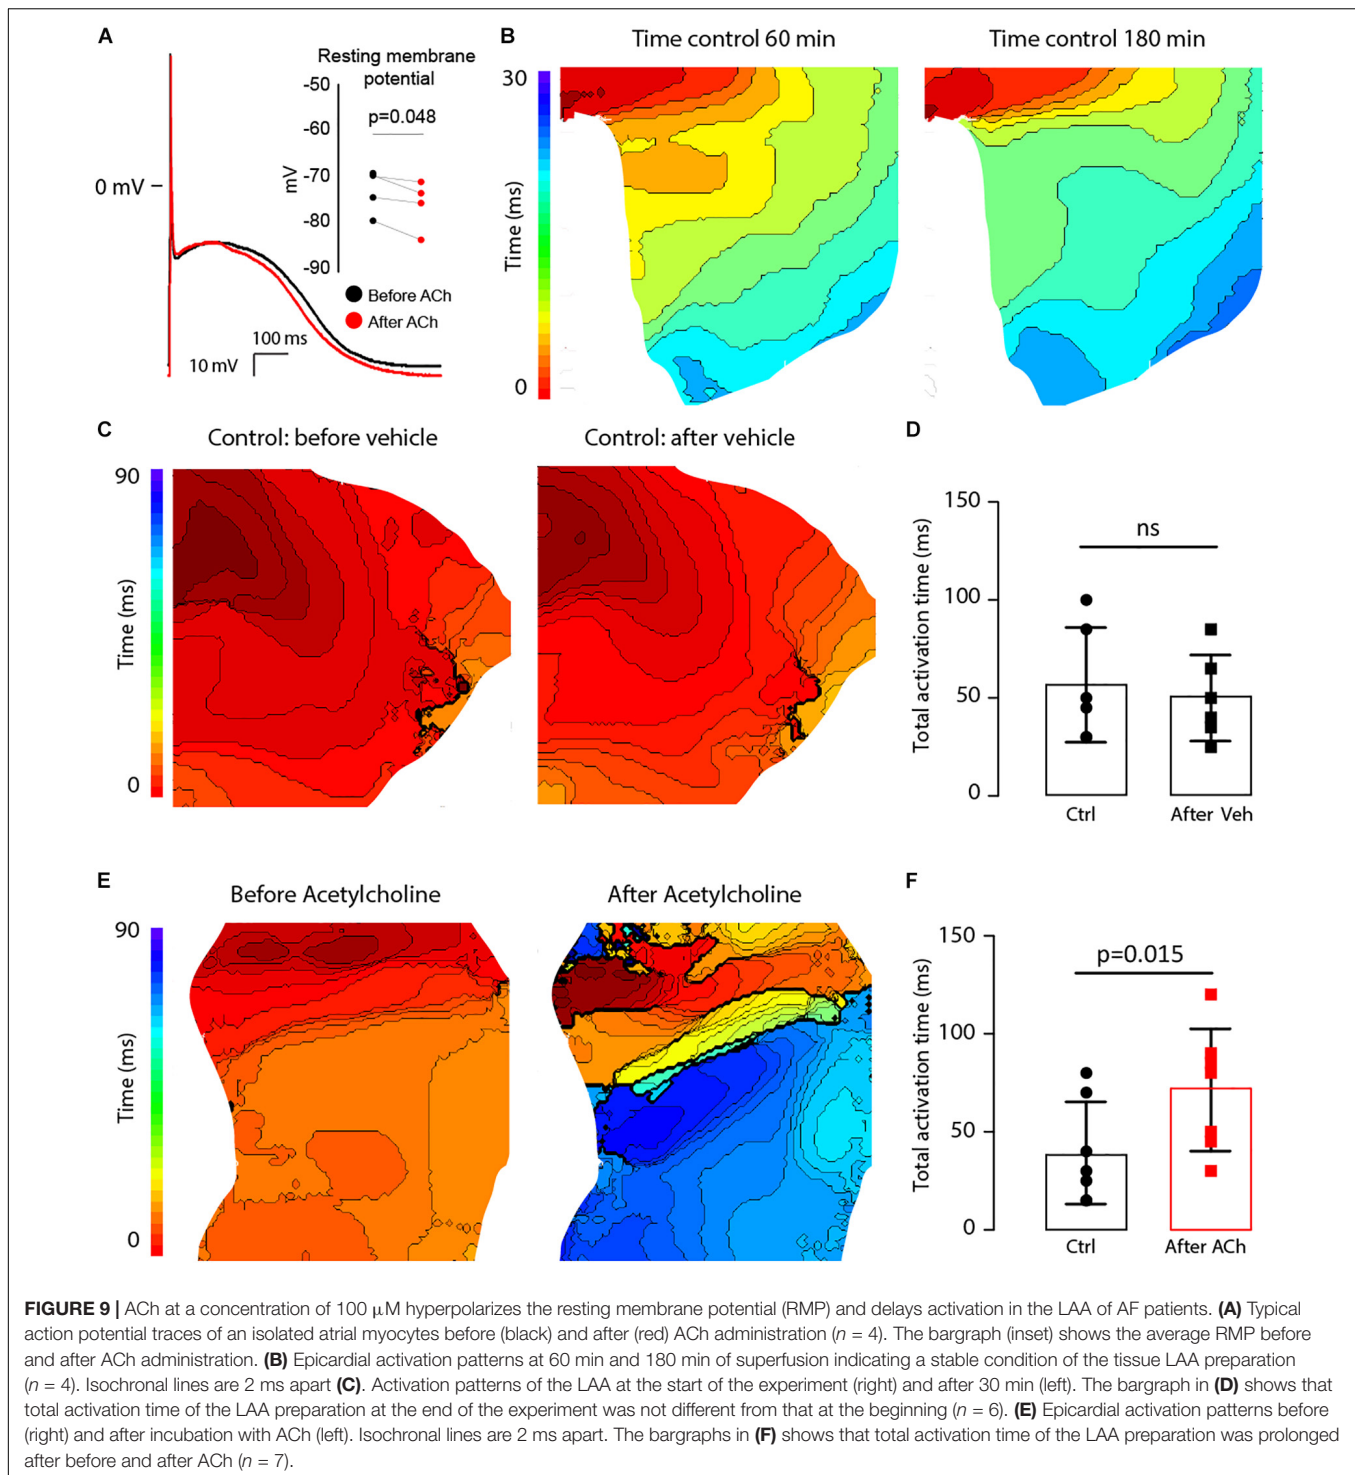 A
Resting membrane
potential
-50
-60
-70
-80
-90
mV
p=0.048
0 mV
Before ACh
After ACh
100 ms
10 mV
B
Time control 60 min
Time control 180 min
30
Time (ms)
0
C
Control: before vehicle
Control: after vehicle
90
Time (ms)
0
D
150
100
50
0
Total activation time (ms)
ns
Ctrl
After Veh
E
Before Acetylcholine
After Acetylcholine
90
Time (ms)
0
F
150
100
50
0
Total activation time (ms)
p=0.015
Ctrl
After ACh
FIGURE 9 | ACh at a concentration of 100 μM hyperpolarizes the resting membrane potential (RMP) and delays activation in the LAA of AF patients. (A) Typical
action potential traces of an isolated atrial myocytes before (black) and after (red) ACh administration (n = 4). The bargraph (inset) shows the average RMP before
and after ACh administration. (B) Epicardial activation patterns at 60 min and 180 min of superfusion indicating a stable condition of the tissue LAA preparation
(n = 4). Isochronal lines are 2 ms apart (C). Activation patterns of the LAA at the start of the experiment (right) and after 30 min (left). The bargraph in (D) shows that
total activation time of the LAA preparation at the end of the experiment was not different from that at the beginning (n = 6). (E) Epicardial activation patterns before
(right) and after incubation with ACh (left). Isochronal lines are 2 ms apart. The bargraphs in (F) shows that total activation time of the LAA preparation was prolonged
after before and after ACh (n = 7).